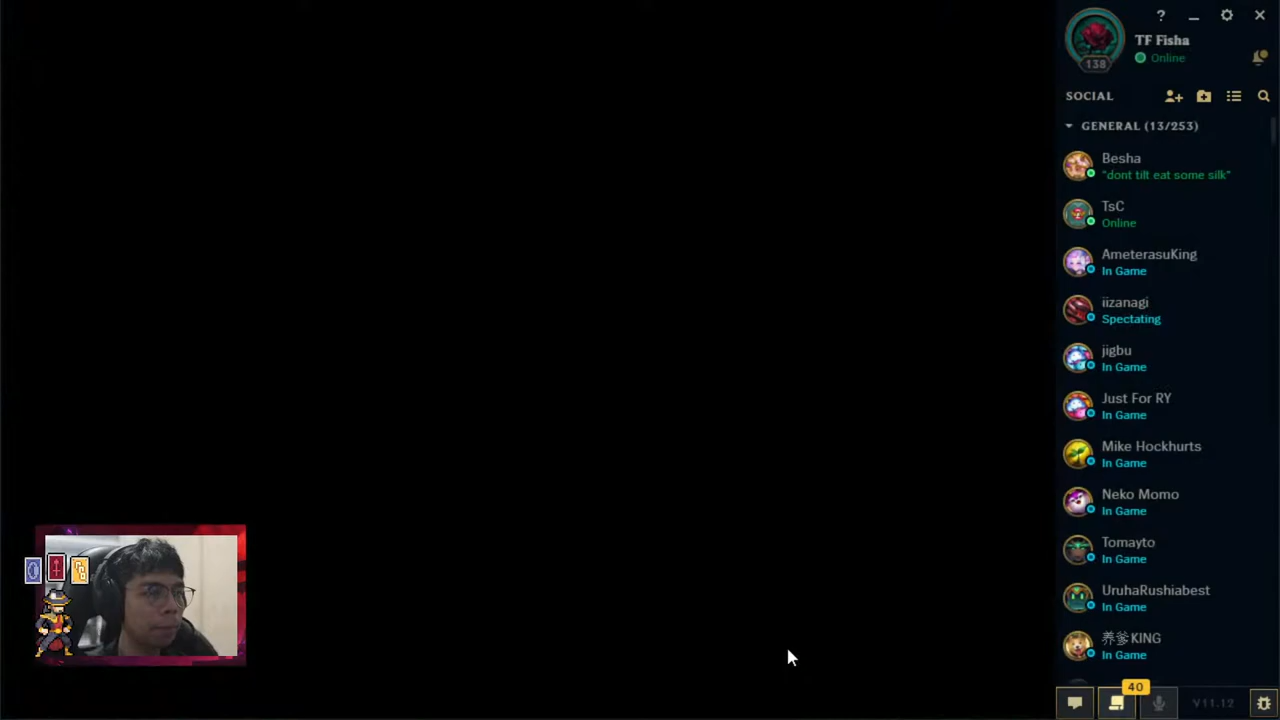 ?
TF Fisha
138
Online
SOCIAL
GENERAL (13/253)
Besha
"dont tilt eat some silk"
TsC
Online
AmeterasuKing
In Game
iizanagi
Spectating
jigbu
In Game
Just For RY
In Game
Mike Hockhurts
In Game
Neko Momo
In Game
Tomayto
In Game
UruhaRushiabest
In Game
养爹KING
In Game
40
V11.12